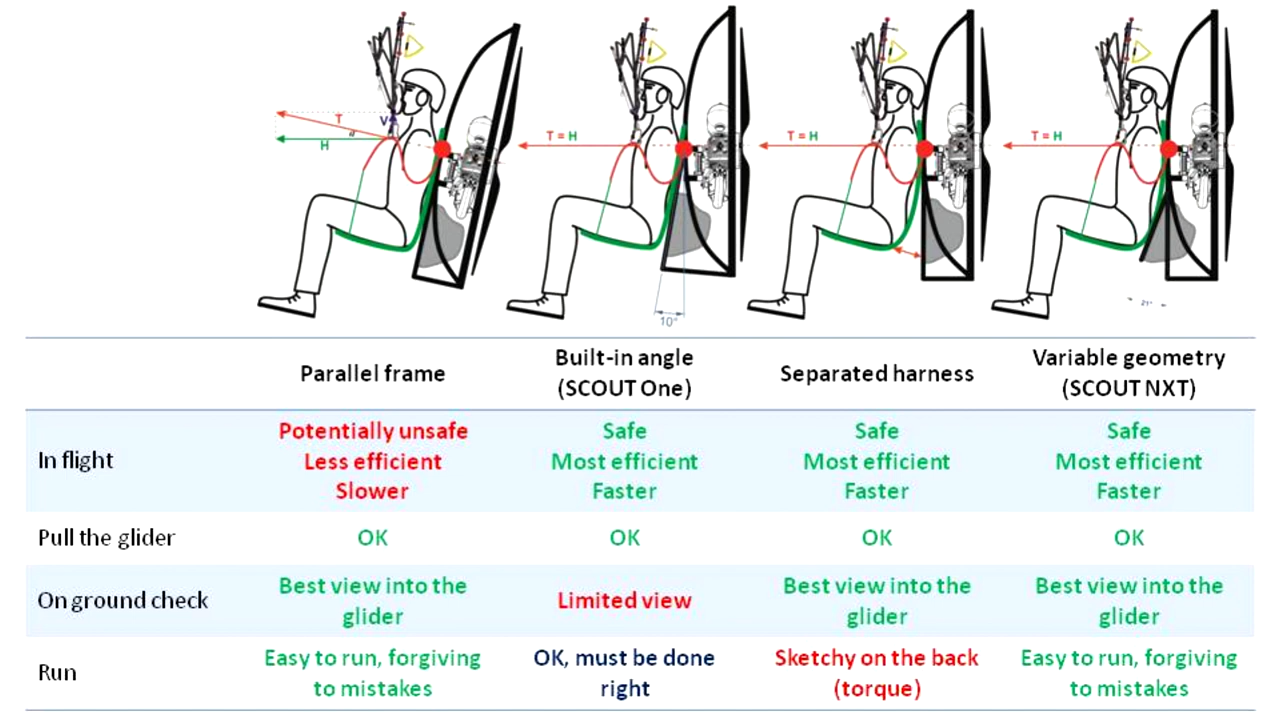 T
V
H
T = H
T = H
T = H
10°
21°
Parallel frame
Built-in angle
(SCOUT One)
Separated harness
Variable geometry
(SCOUT NXT)
In flight
Potentially unsafe
Less efficient
Slower
Safe
Most efficient
Faster
Safe
Most efficient
Faster
Safe
Most efficient
Faster
Pull the glider
OK
OK
OK
OK
On ground check
Best view into the
glider
Limited view
Best view into the
glider
Best view into the
glider
Run
Easy to run, forgiving
to mistakes
OK, must be done
right
Sketchy on the back
(torque)
Easy to run, forgiving
to mistakes